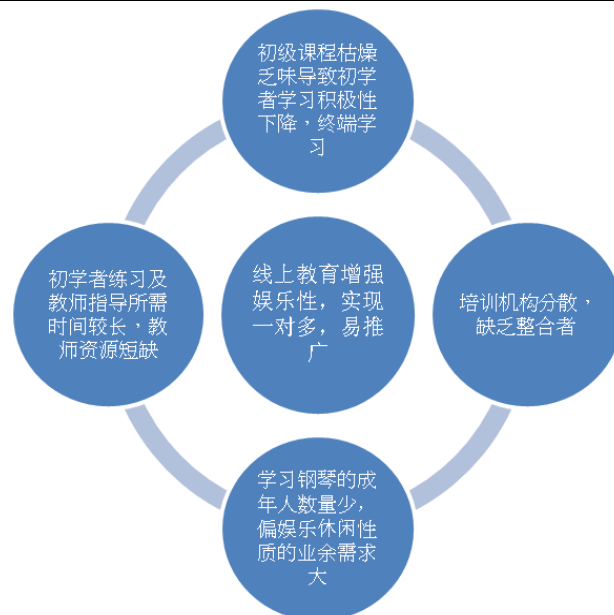 初级课程枯燥
乏味导致初学
者学习积极性
下降，终端学
习
初学者练习及
教师指导所需
时间较长，教
师资源短缺
线上教育增强
娱乐性，实现
一对多，易推
广
培训机构分散，
缺乏整合者
学习钢琴的成
年人数量少，
偏娱乐休闲性
质的业余需求
大